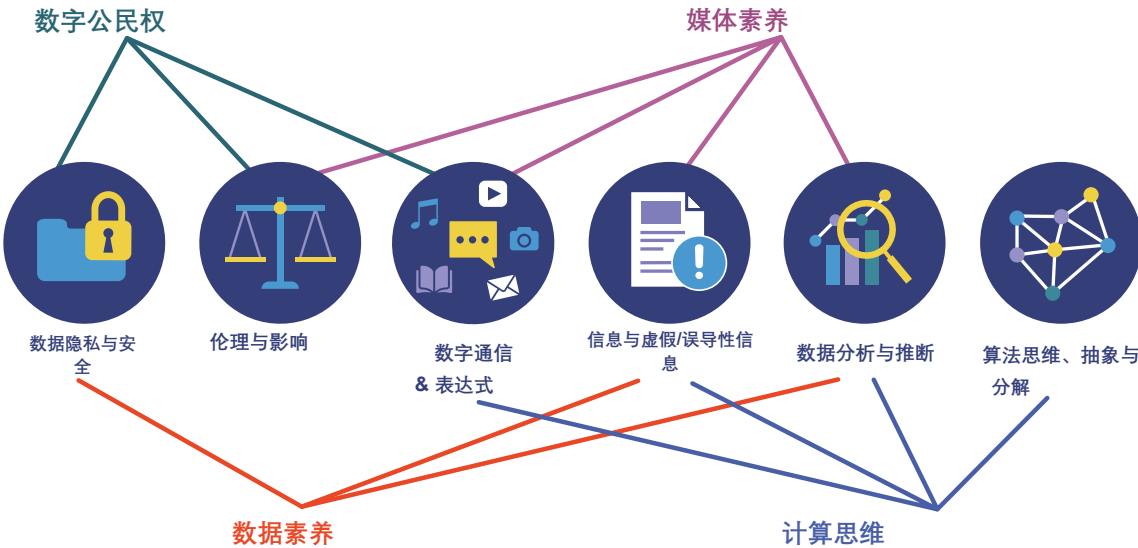 数字公民权
媒体素养
数据隐私与安
全
伦理与影响
数字通信
& 表达式
信息与虚假/误导性信
息
数据分析与推断
算法思维、抽象与
分解
数据素养
计算思维